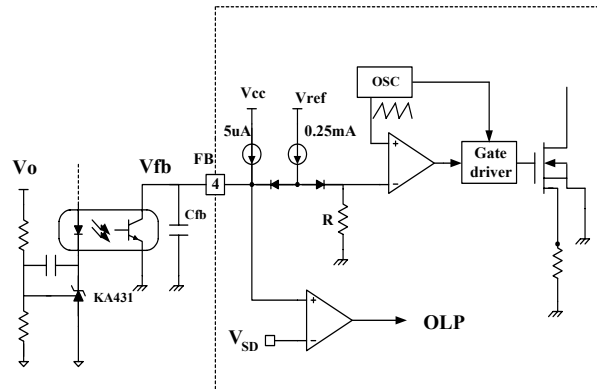 OSC
Vcc
Vref
5uA
0.25mA
+
−
Gate
driver
Vo
Vfb
FB
4
Cfb
R
KA431
+
−
VSD
OLP